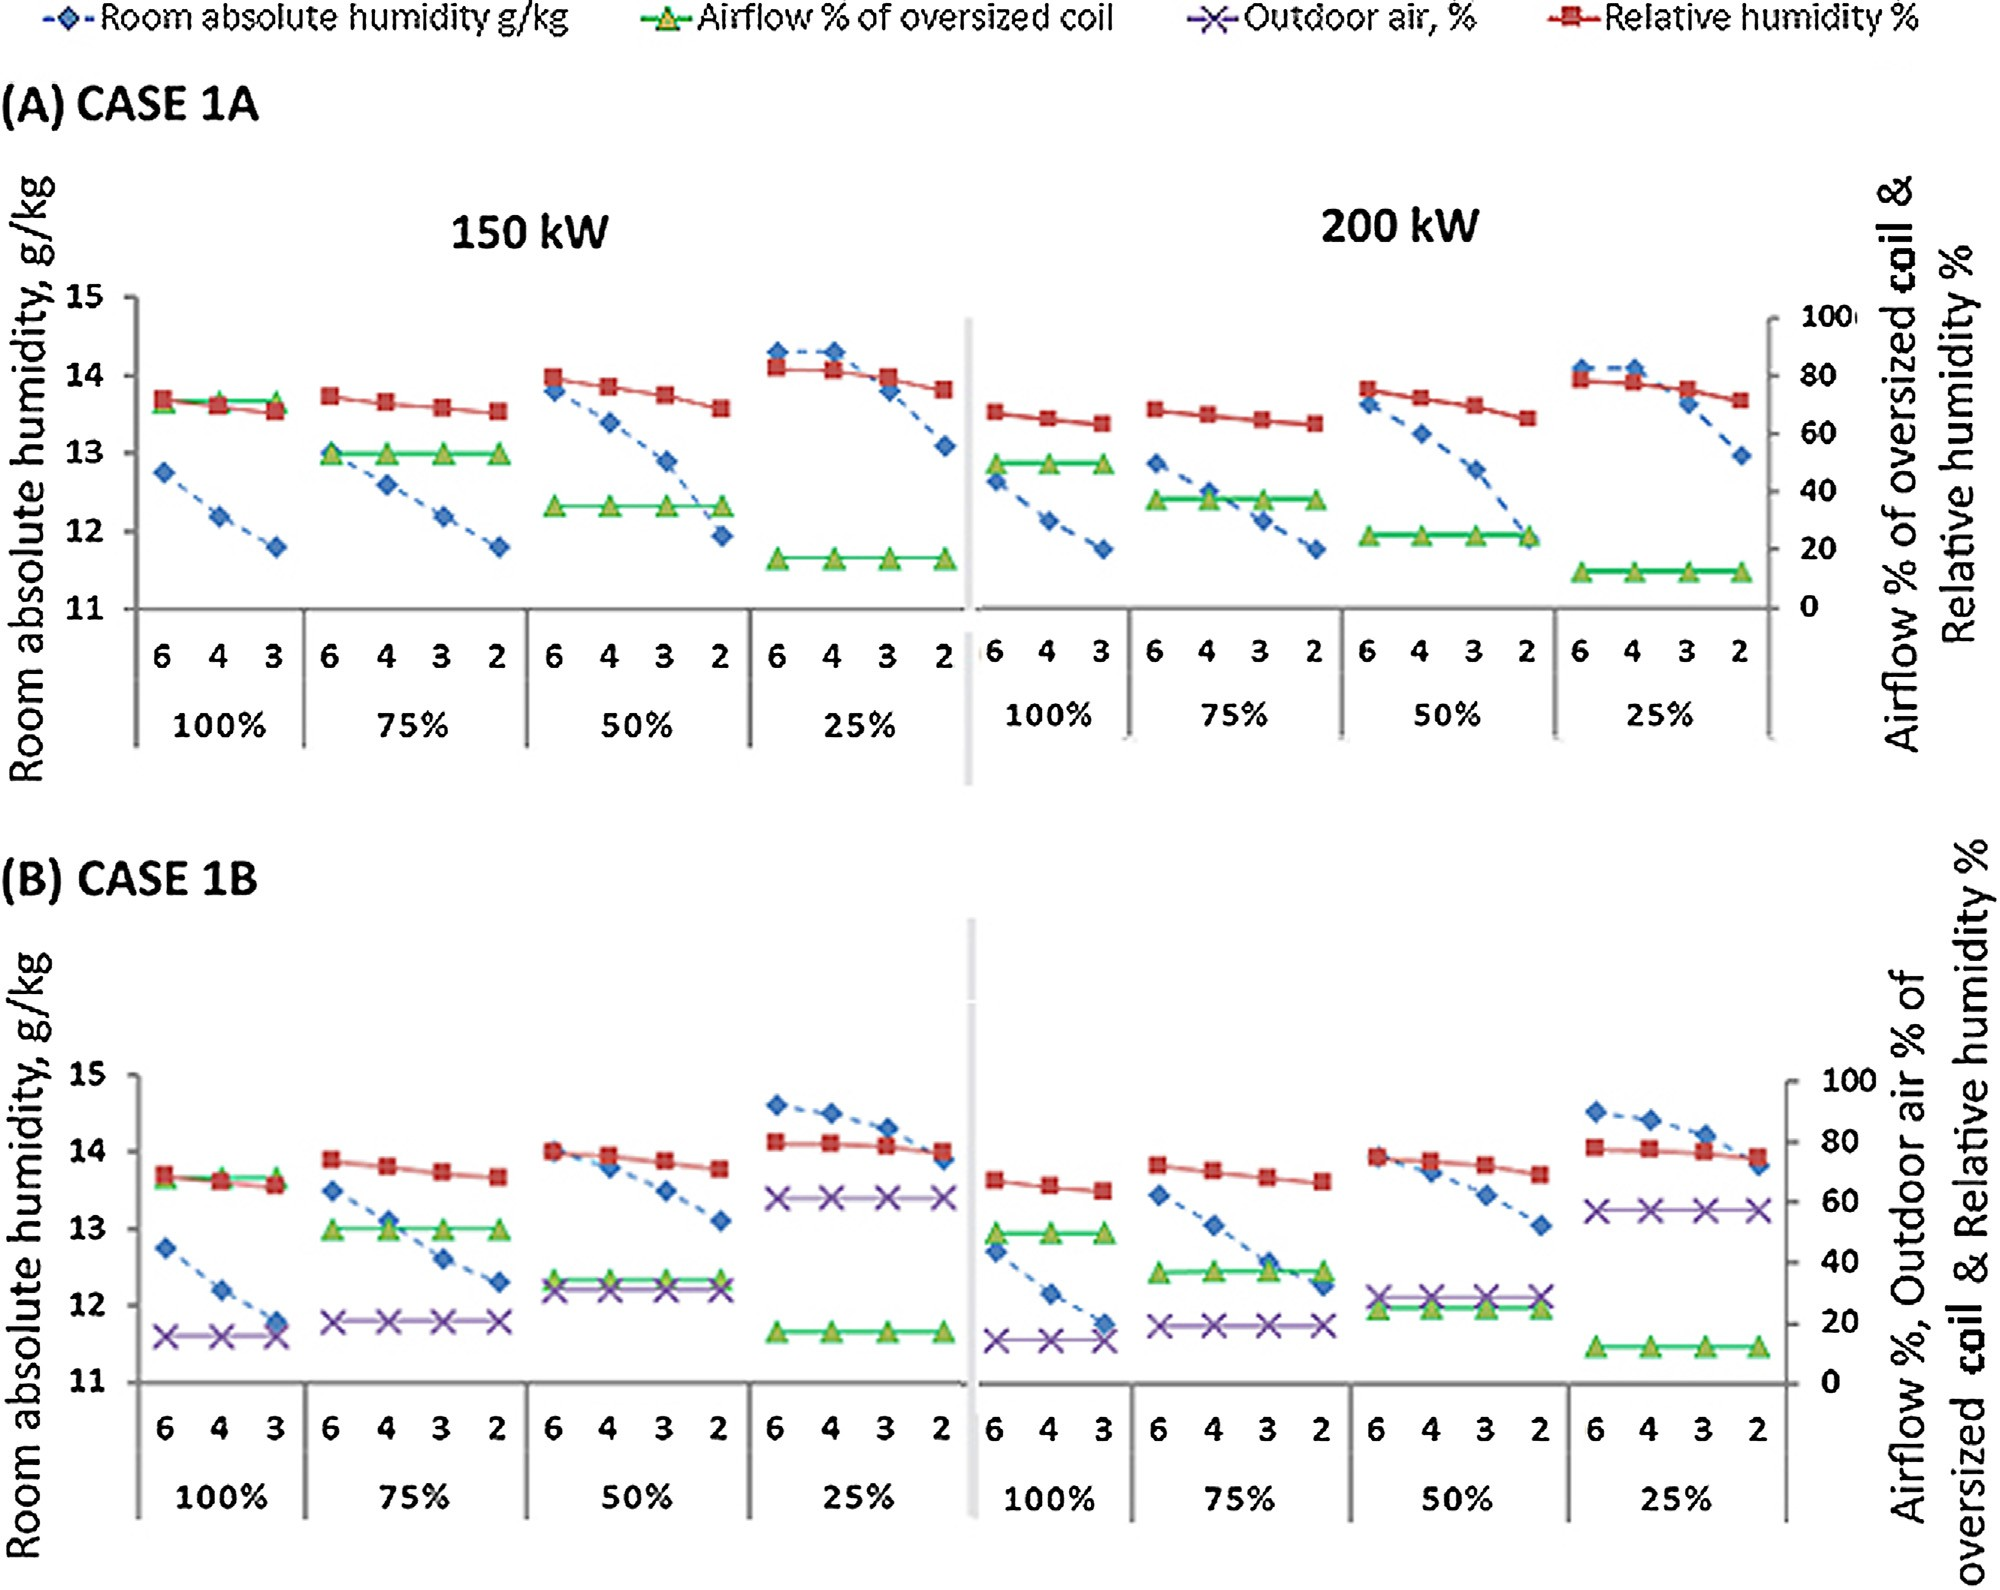 Room absolute humidity g/kg Airflow % of oversized coil Outdoor air, % Relative humidity %
(A) CASE 1A
150 kW 200 kW
Room absolute humidity, g/kg
15
14
13
12
11
100
80
60
40
20
0
Airflow % of oversized coil &
Relative humidity %
6 4 3 6 4 3 2 6 4 3 2 6 4 3 2 6 4 3 6 4 3 2 6 4 3 2 6 4 3 2
100% 75% 50% 25% 100% 75% 50% 25%
(B) CASE 1B
Room absolute humidity, g/kg
15
14
13
12
11
100
80
60
40
20
0
Airflow %, Outdoor air % of
oversized coil & Relative humidity %
6 4 3 6 4 3 2 6 4 3 2 6 4 3 2 6 4 3 6 4 3 2 6 4 3 2 6 4 3 2
100% 75% 50% 25% 100% 75% 50% 25%